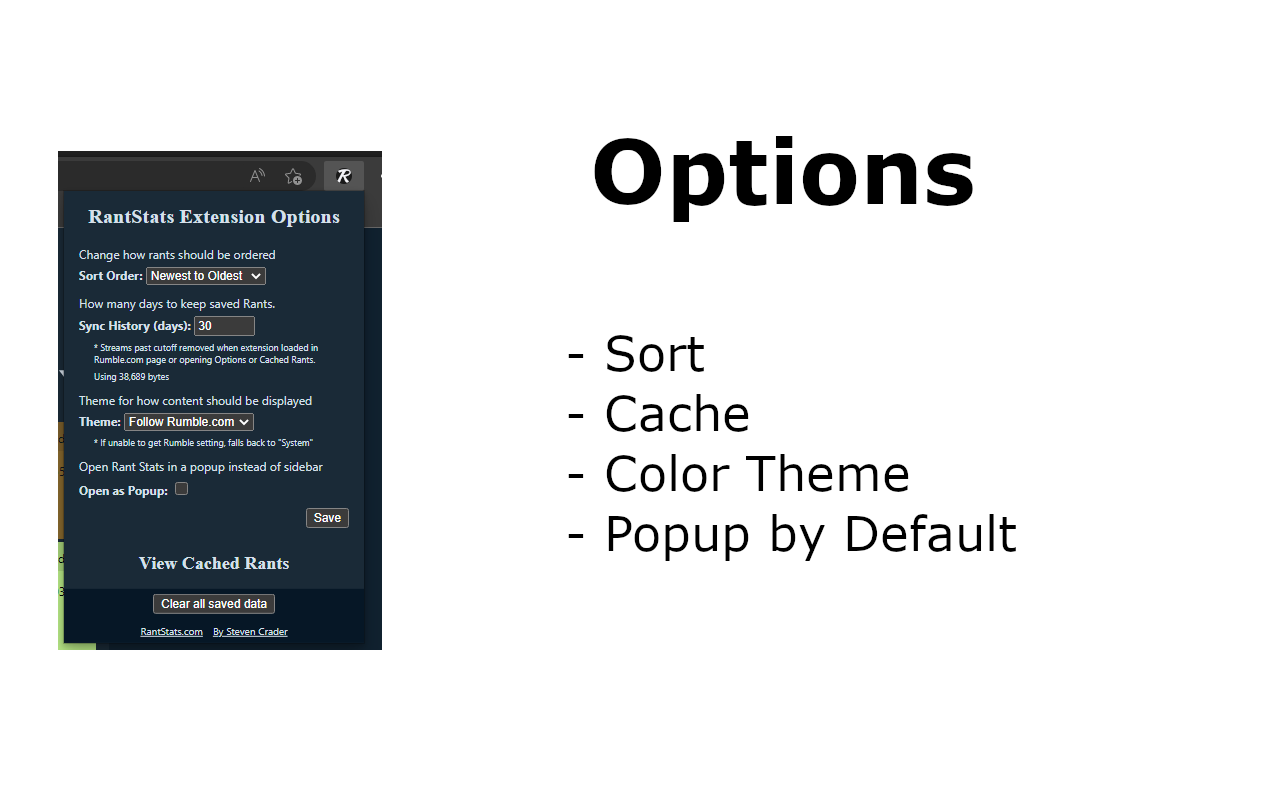 RantStats Extension Options
Change how rants should be ordered
Sort Order: Newest to Oldest
How many days to keep saved Rants.
Sync History (days): 30
* Streams past cutoff removed when extension loaded in
Rumble.com page or opening Options or Cached Rants.
Using 38,689 bytes
Theme for how content should be displayed
Theme: Follow Rumble.com
* If unable to get Rumble setting, falls back to "System"
Open Rant Stats in a popup instead of sidebar
Open as Popup:
Save
View Cached Rants
Clear all saved data
RantStats.com By Steven Crader
Options
- Sort
- Cache
- Color Theme
- Popup by Default